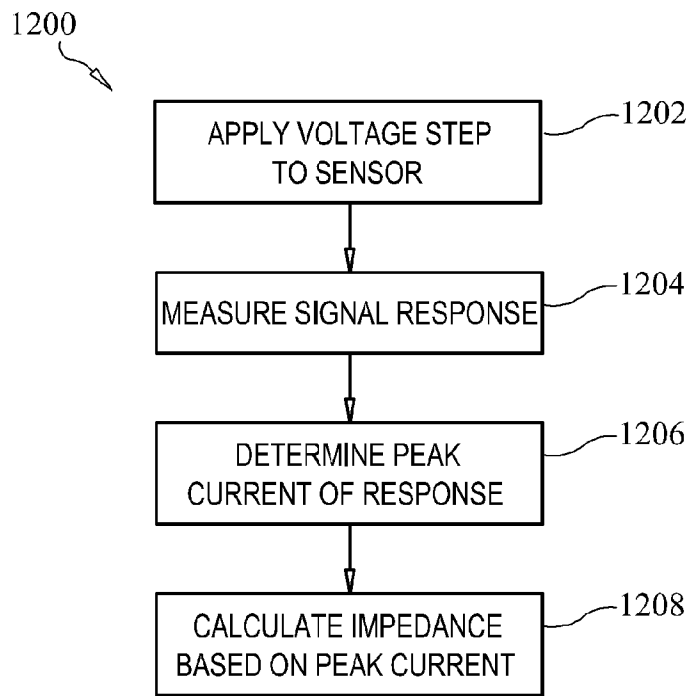 1200
APPLY VOLTAGE STEP
TO SENSOR
1202
MEASURE SIGNAL RESPONSE
1204
DETERMINE PEAK
CURRENT OF RESPONSE
1206
CALCULATE IMPEDANCE
BASED ON PEAK CURRENT
1208